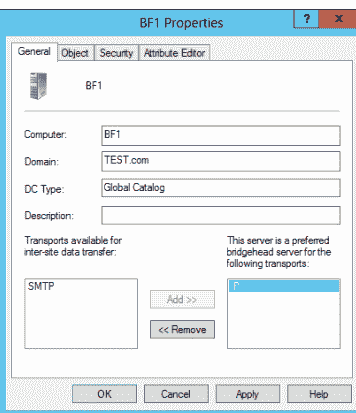 BF1 Properties
? x
General Object Security Attribute Editor
BF1
Computer: BF1
Domain: TEST.com
DC Type: Global Catalog
Description:
Transports available for
inter-site data transfer:
This server is a preferred
bridgehead server for the
following transports:
SMTP
Add >>
<< Remove
OK Cancel Apply Help